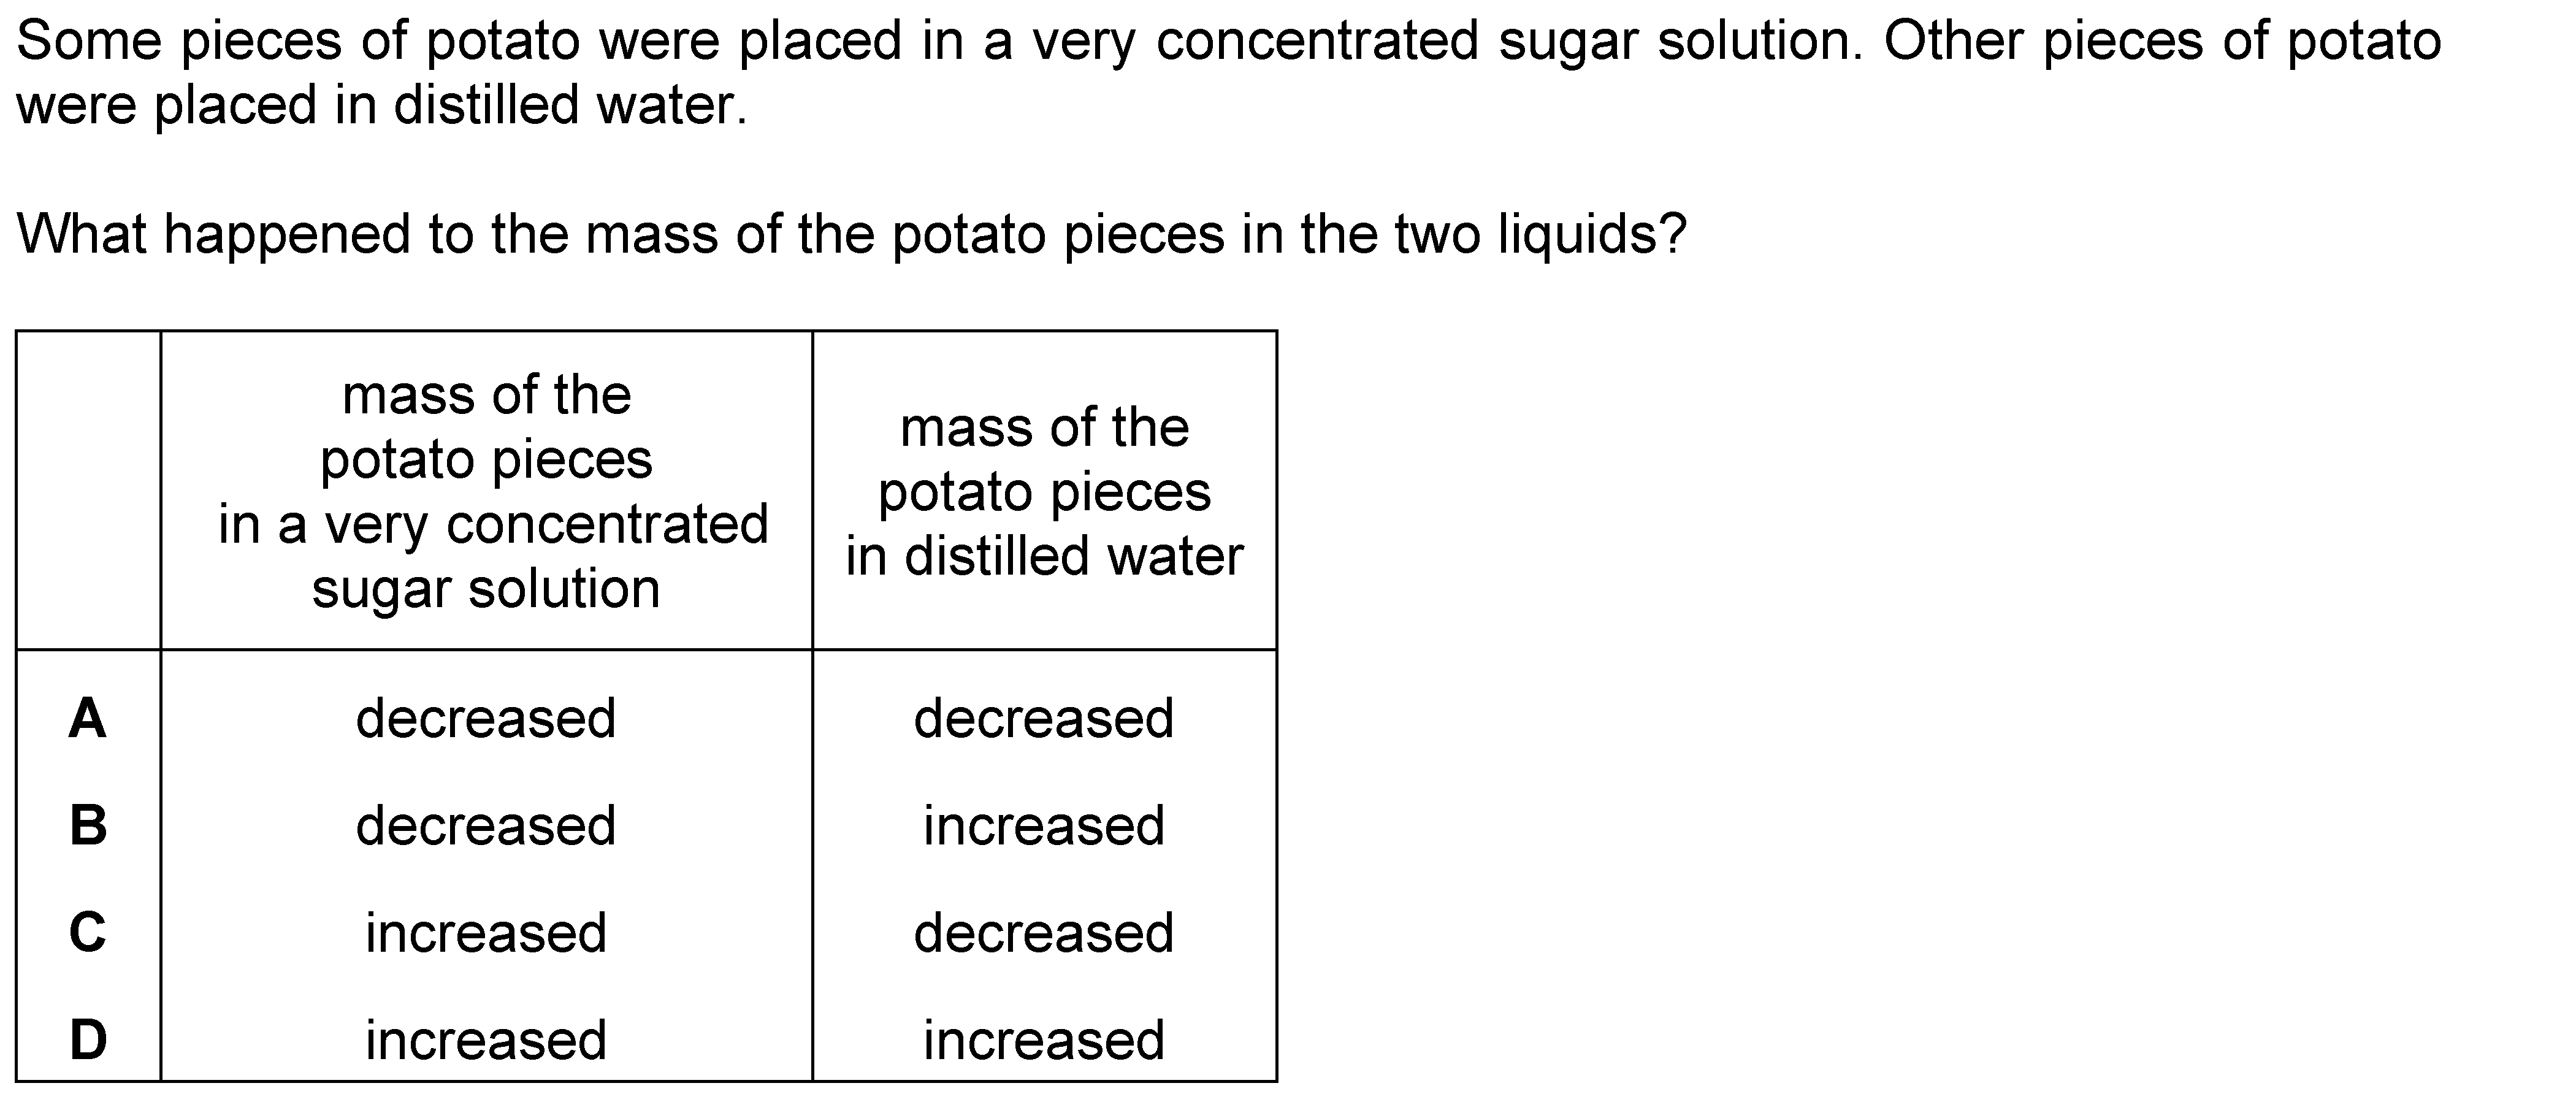 Some pieces of potato were placed in a very concentrated sugar solution. Other pieces of potato
were placed in distilled water.
What happened to the mass of the potato pieces in the two liquids?
mass of the
potato pieces
in a very concentrated
sugar solution
mass of the
potato pieces
in distilled water
A decreased decreased
B decreased increased
C increased decreased
D increased increased